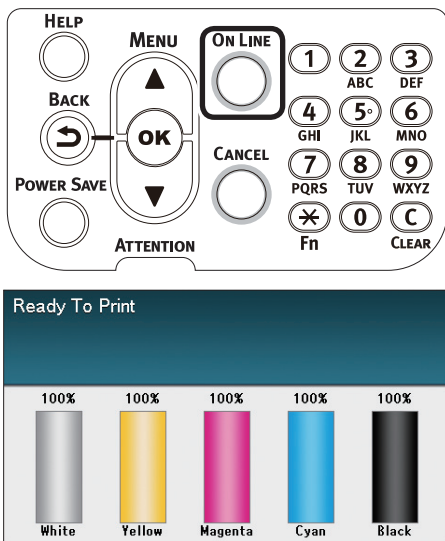 HELP
MENU
ON LINE
1
2
ABC
3
DEF
BACK
OK
4
GHI
5
JKL
6
MNO
CANCEL
7
PQRS
8
TUV
9
WXYZ
POWER SAVE
*
Fn
0
C
CLEAR
ATTENTION
Ready To Print
100% 100% 100% 100% 100%
White Yellow Magenta Cyan Black